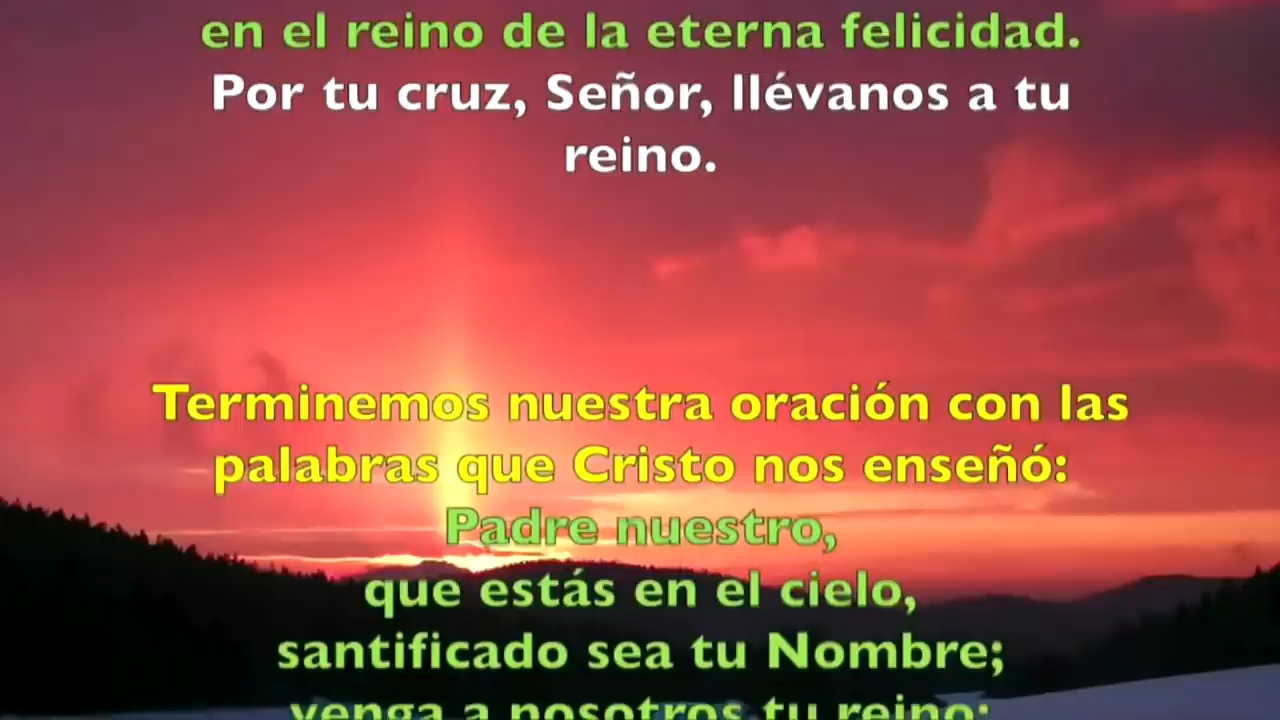 en el reino de la eterna felicidad.
Por tu cruz, Señor, llévanos a tu
reino.
Terminemos nuestra oración con las
palabras que Cristo nos enseñó:
Padre nuestro,
que estás en el cielo,
santificado sea tu Nombre;
venga a nosotros tu reino;